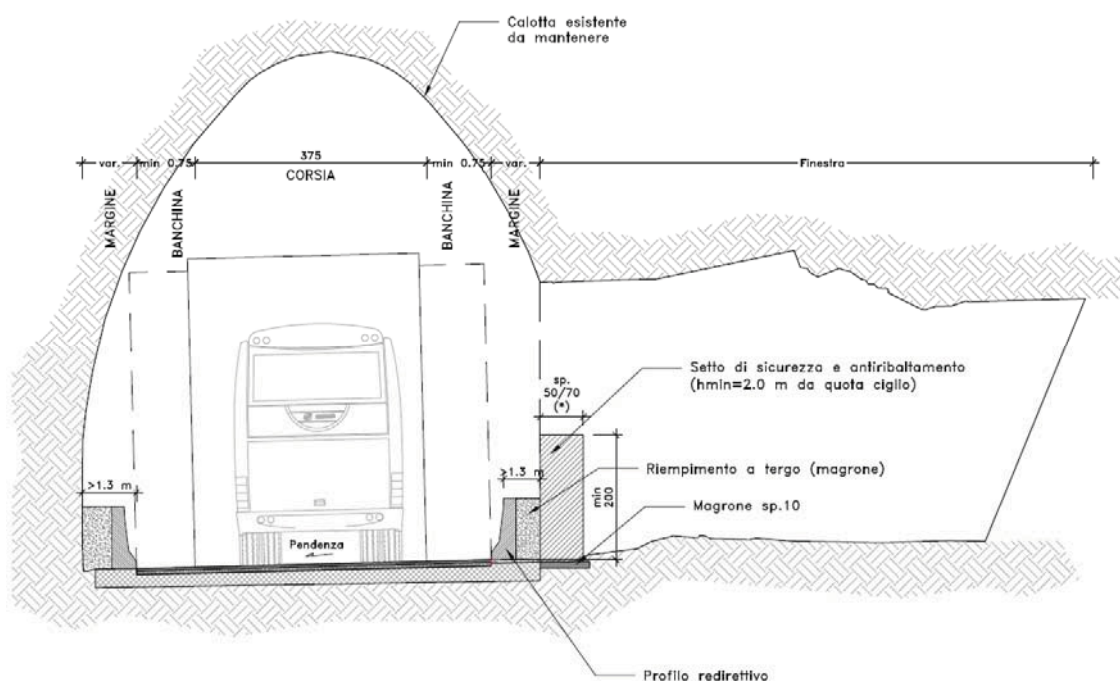 Calotta esistente
da mantenere
var.
min 0.75
375
min 0.75
var.
Finestra
CORSIA
MARGINE
BANCHINA
BANCHINA
MARGINE
Setto di sicurezza e antiribaltamento
(hmin=2.0 m da quota ciglio)
sp.
50/70
(*)
>1.3 m
>1.3 m
Riempimento a tergo (magrone)
min
200
Magrone sp.10
Pendenza
Profilo redirettivo